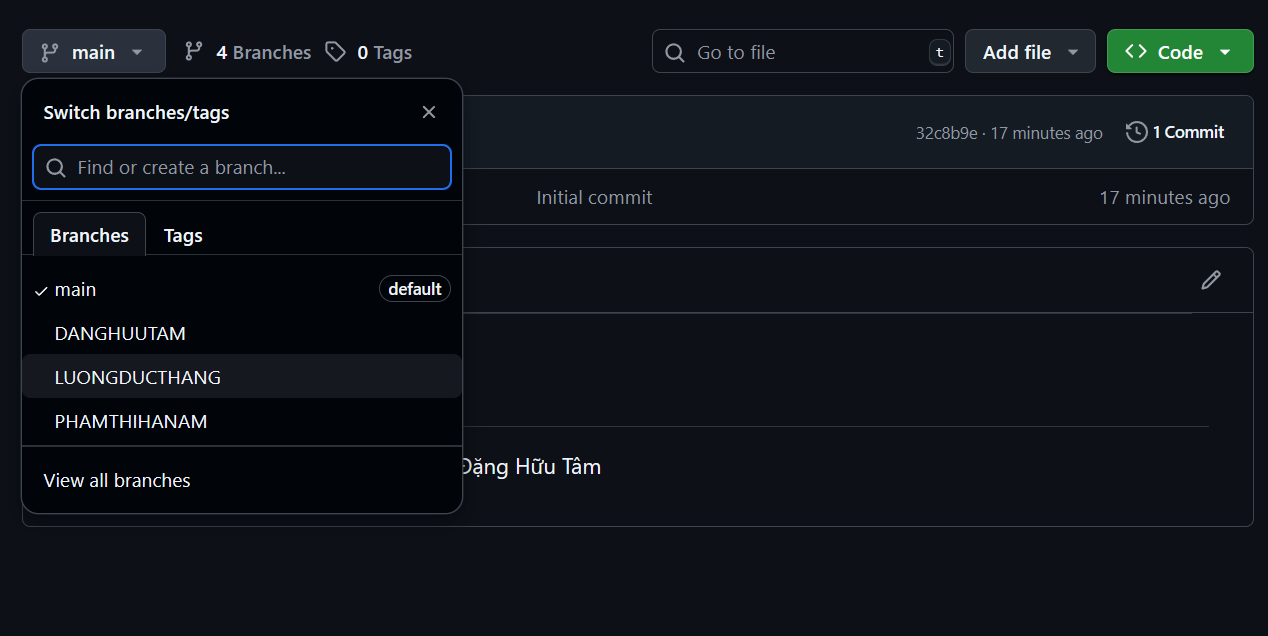 main 4 Branches 0 Tags Go to file t Add file Code
Switch branches/tags
32c8b9e · 17 minutes ago 1 Commit
Find or create a branch...
Initial commit 17 minutes ago
Branches Tags
main default
DANGHUUTAM
LUONGDUCTHANG
PHAMTHIHANAM
Đặng Hữu Tâm
View all branches